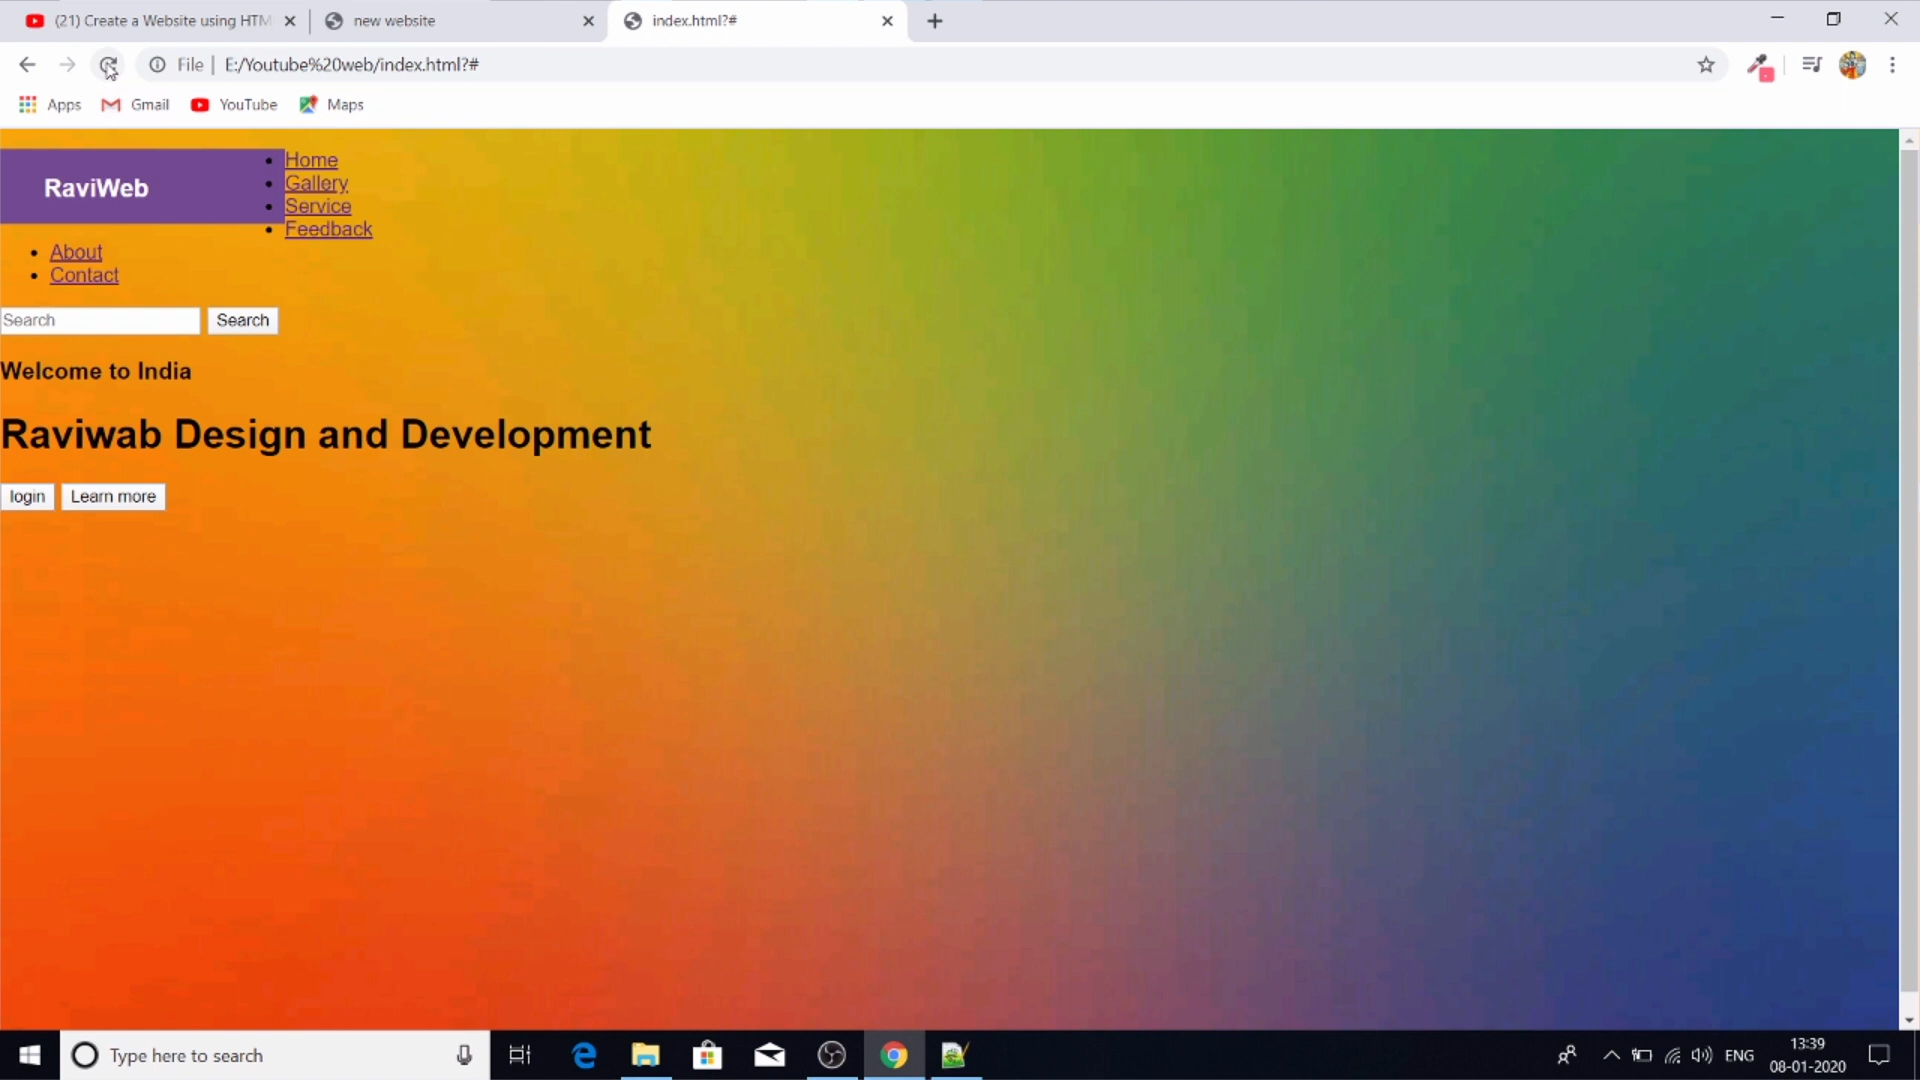 (21) Create a Website using HTM
new website
index.html?#
File | E:/Youtube%20web/index.html?#
Apps
Gmail
YouTube
Maps
RaviWeb
Home
Gallery
Service
Feedback
About
Contact
Search
Search
Welcome to India
Raviwab Design and Development
login
Learn more
Type here to search
ENG
13:39
08-01-2020